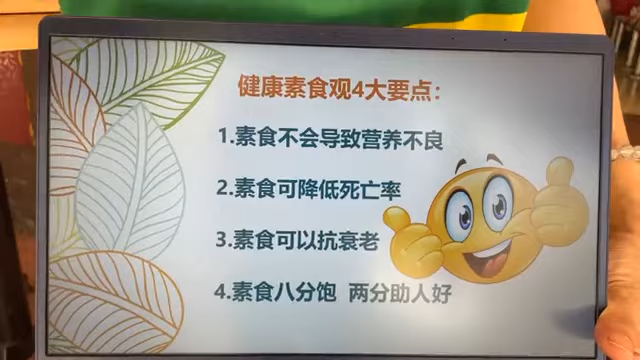 健康素食观4大要点：
1.素食不会导致营养不良
2.素食可降低死亡率
3.素食可以抗衰老
4.素食八分饱 两分助人好